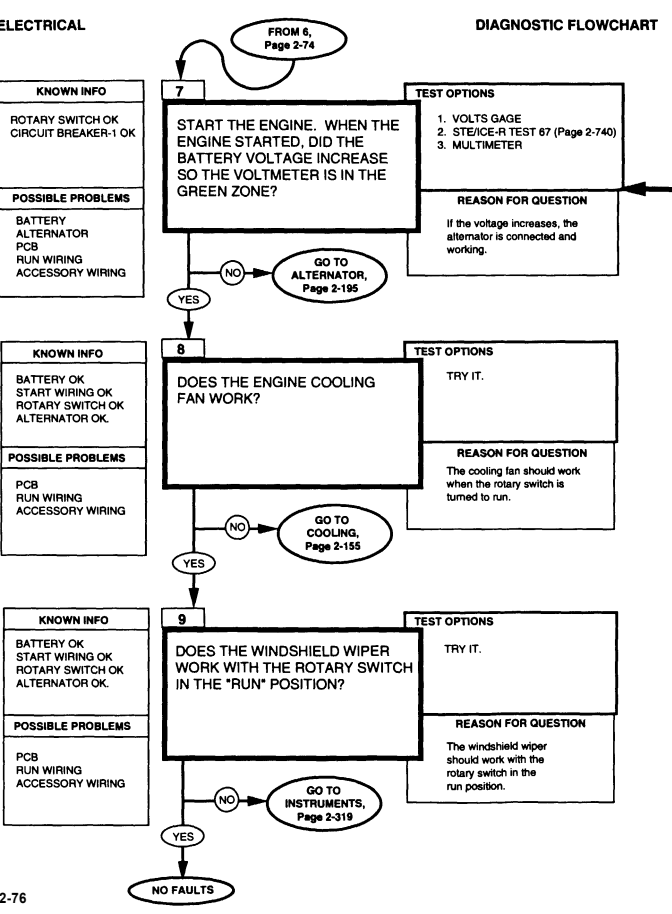 ELECTRICAL
DIAGNOSTIC FLOWCHART
FROM 6,
Page 2-74
KNOWN INFO
ROTARY SWITCH OK
CIRCUIT BREAKER-1 OK
POSSIBLE PROBLEMS
BATTERY
ALTERNATOR
PCB
RUN WIRING
ACCESSORY WIRING
7
START THE ENGINE. WHEN THE
ENGINE STARTED, DID THE
BATTERY VOLTAGE INCREASE
SO THE VOLTMETER IS IN THE
GREEN ZONE?
TEST OPTIONS
1. VOLTS GAGE
2. STE/ICE-R TEST 67 (Page 2-740)
3. MULTIMETER
REASON FOR QUESTION
If the voltage increases, the
alternator is connected and
working.
NO
GO TO
ALTERNATOR,
Page 2-195
YES
KNOWN INFO
BATTERY OK
START WIRING OK
ROTARY SWITCH OK
ALTERNATOR OK.
POSSIBLE PROBLEMS
PCB
RUN WIRING
ACCESSORY WIRING
8
DOES THE ENGINE COOLING
FAN WORK?
TEST OPTIONS
TRY IT.
REASON FOR QUESTION
The cooling fan should work
when the rotary switch is
turned to run.
NO
GO TO
COOLING,
Page 2-155
YES
KNOWN INFO
BATTERY OK
START WIRING OK
ROTARY SWITCH OK
ALTERNATOR OK.
POSSIBLE PROBLEMS
PCB
RUN WIRING
ACCESSORY WIRING
9
DOES THE WINDSHIELD WIPER
WORK WITH THE ROTARY SWITCH
IN THE "RUN" POSITION?
TEST OPTIONS
TRY IT.
REASON FOR QUESTION
The windshield wiper
should work with the
rotary switch in the
run position.
NO
GO TO
INSTRUMENTS,
Page 2-319
YES
NO FAULTS
2-76